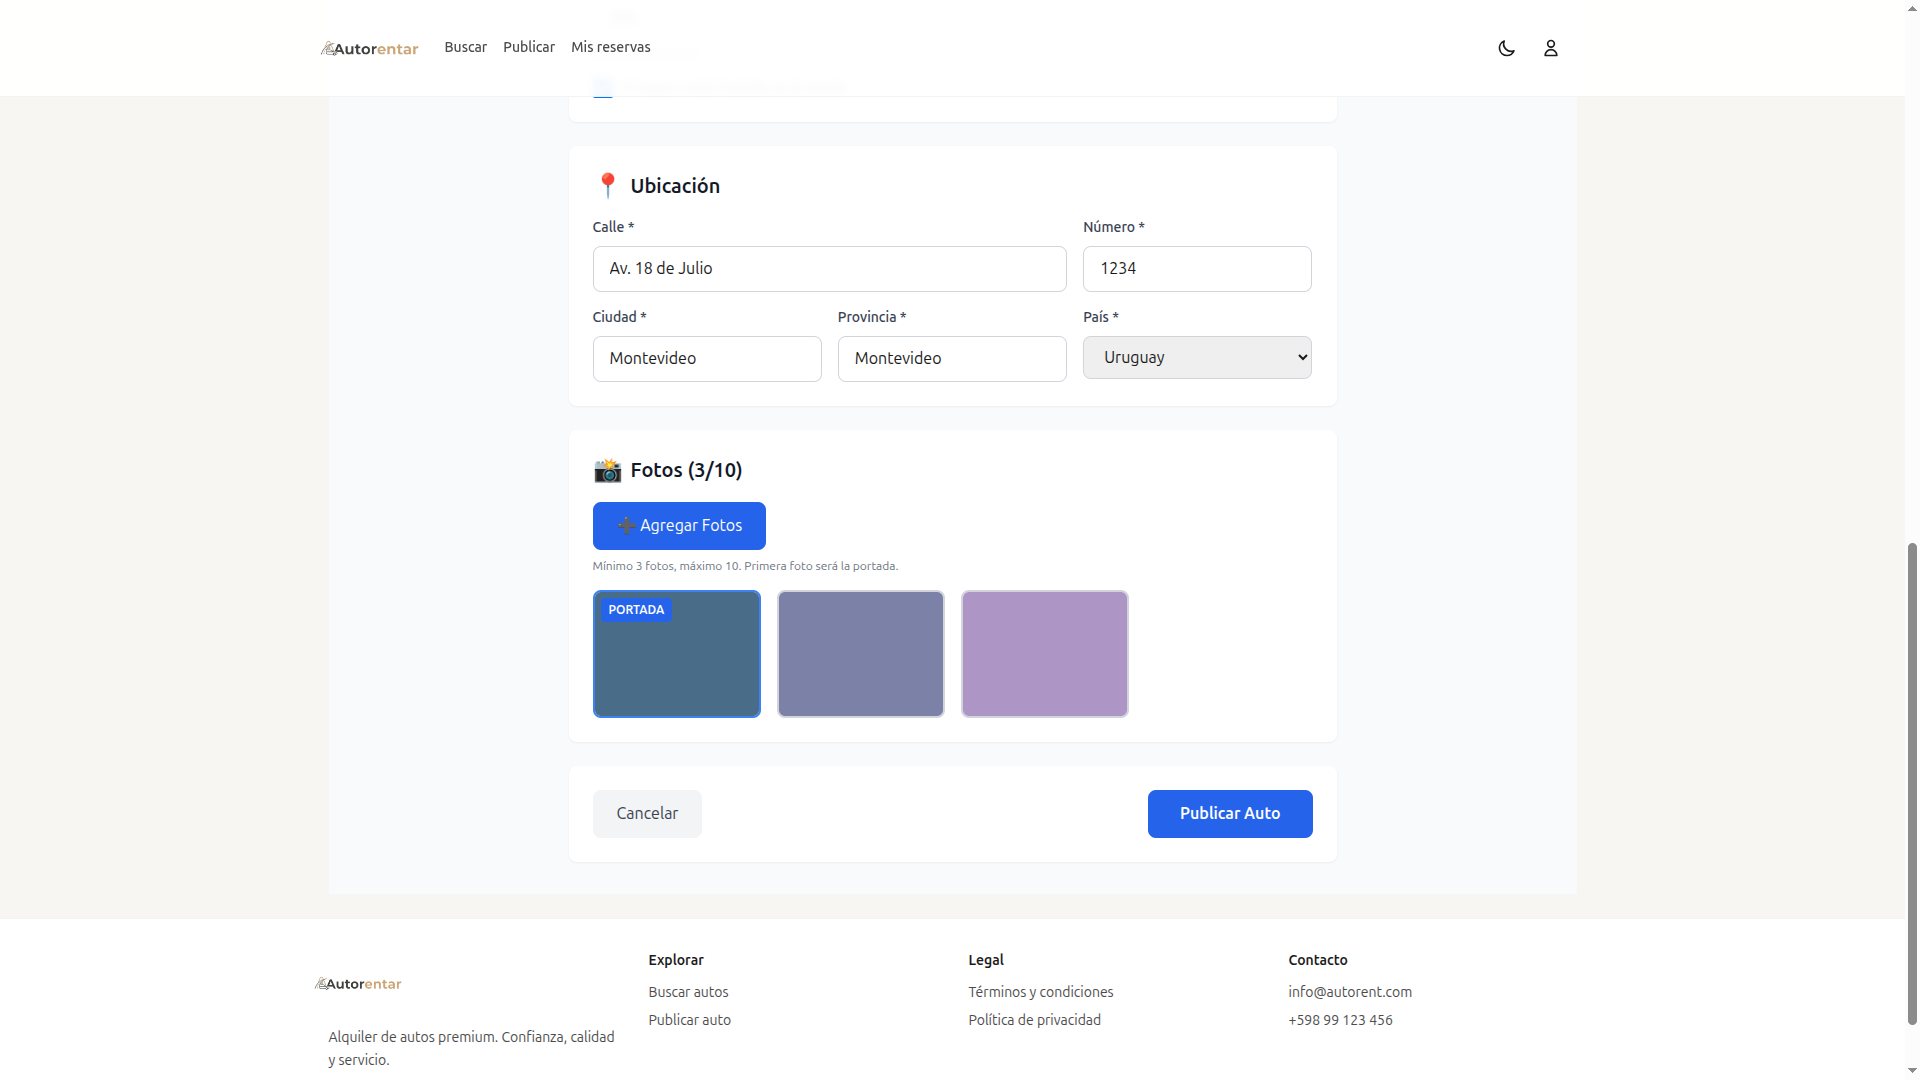 Autorentar
Buscar
Publicar
Mis reservas
Ubicación
Calle *
Número *
Av. 18 de Julio
1234
Ciudad *
Provincia *
País *
Montevideo
Montevideo
Uruguay
Fotos (3/10)
➕ Agregar Fotos
Mínimo 3 fotos, máximo 10. Primera foto será la portada.
PORTADA
Cancelar
Publicar Auto
Autorentar
Alquiler de autos premium. Confianza, calidad
y servicio.
Explorar
Buscar autos
Publicar auto
Legal
Términos y condiciones
Política de privacidad
Contacto
info@autorent.com
+598 99 123 456